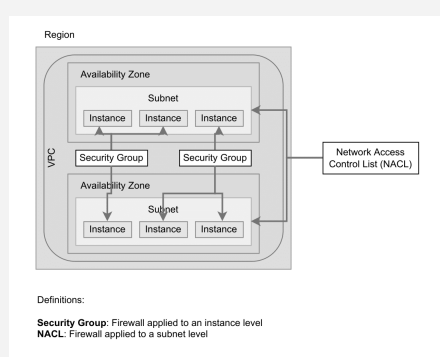 Region
Availability Zone
Subnet
Instance Instance Instance
VPC
Security Group Security Group
Network Access
Control List (NACL)
Availability Zone
Subnet
Instance Instance Instance
Definitions:
Security Group: Firewall applied to an instance level
NACL: Firewall applied to a subnet level